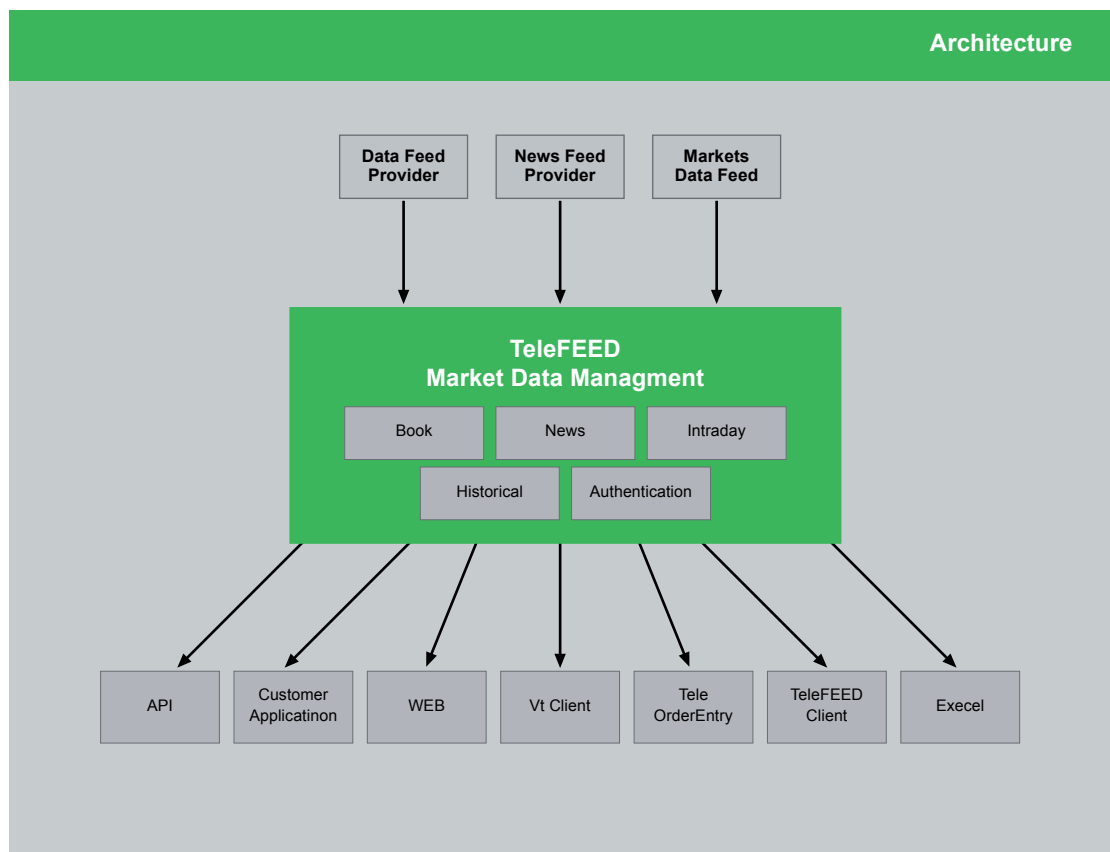 Architecture
Data Feed
Provider
News Feed
Provider
Markets
Data Feed
TeleFEED
Market Data Managment
Book
News
Intraday
Historical
Authentication
API
Customer
Applicatinon
WEB
Vt Client
Tele
OrderEntry
TeleFEED
Client
Execel